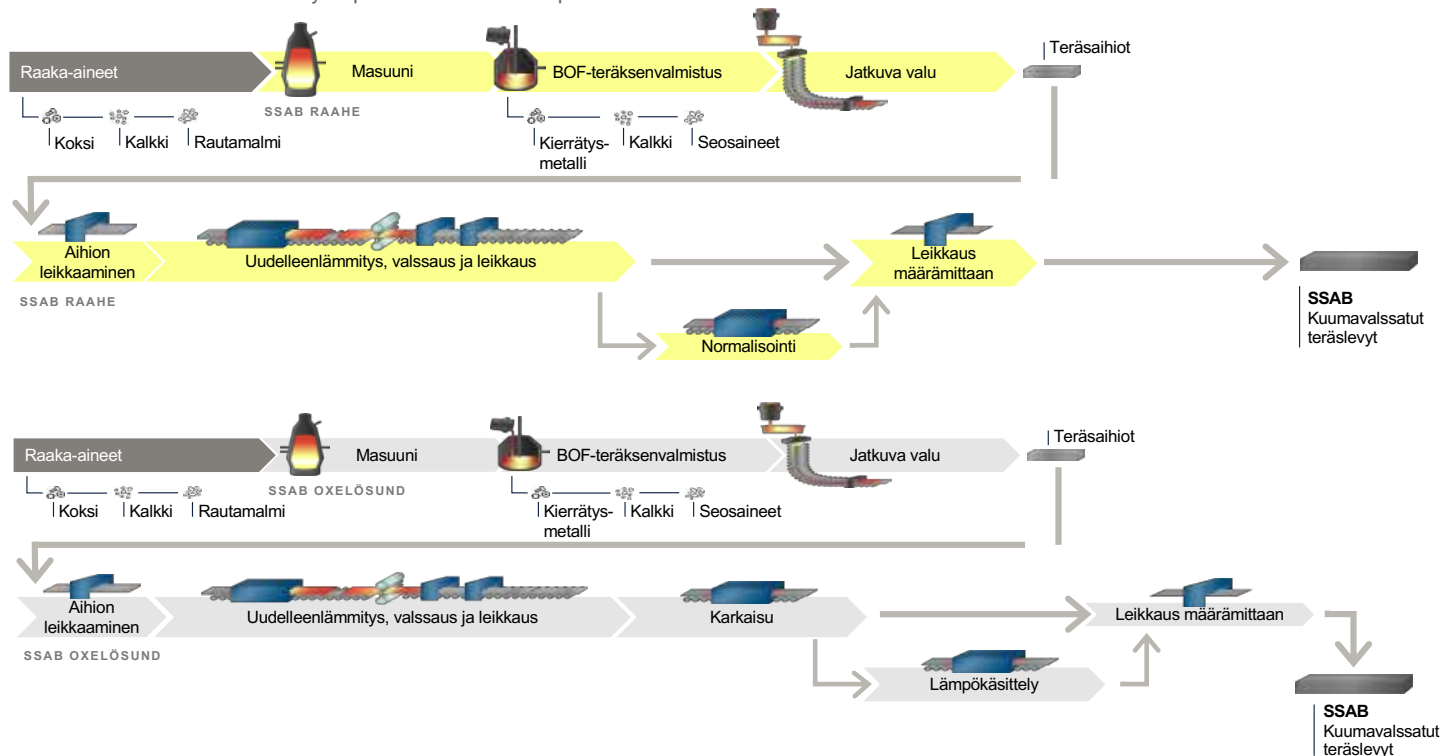 Raaka-aineet
Masuuni
BOF-teräksenvalmistus
Jatkuva valu
Teräsaihiot
SSAB RAAHE
Koksi
Kalkki
Rautamalmi
Kierrätys-
metalli
Kalkki
Seosaineet
Aihion
leikkaaminen
Uudelleenlämmitys, valssaus ja leikkaus
Leikkaus
määrämittaan
SSAB RAAHE
Normalisointi
SSAB
Kuumavalssatut
teräslevyt
Raaka-aineet
Masuuni
BOF-teräksenvalmistus
Jatkuva valu
Teräsaihiot
SSAB OXELÖSUND
Koksi
Kalkki
Rautamalmi
Kierrätys-
metalli
Kalkki
Seosaineet
Aihion
leikkaaminen
Uudelleenlämmitys, valssaus ja leikkaus
Karkaisu
Leikkaus määrämittaan
SSAB OXELÖSUND
Lämpökäsittely
SSAB
Kuumavalssatut
teräslevyt